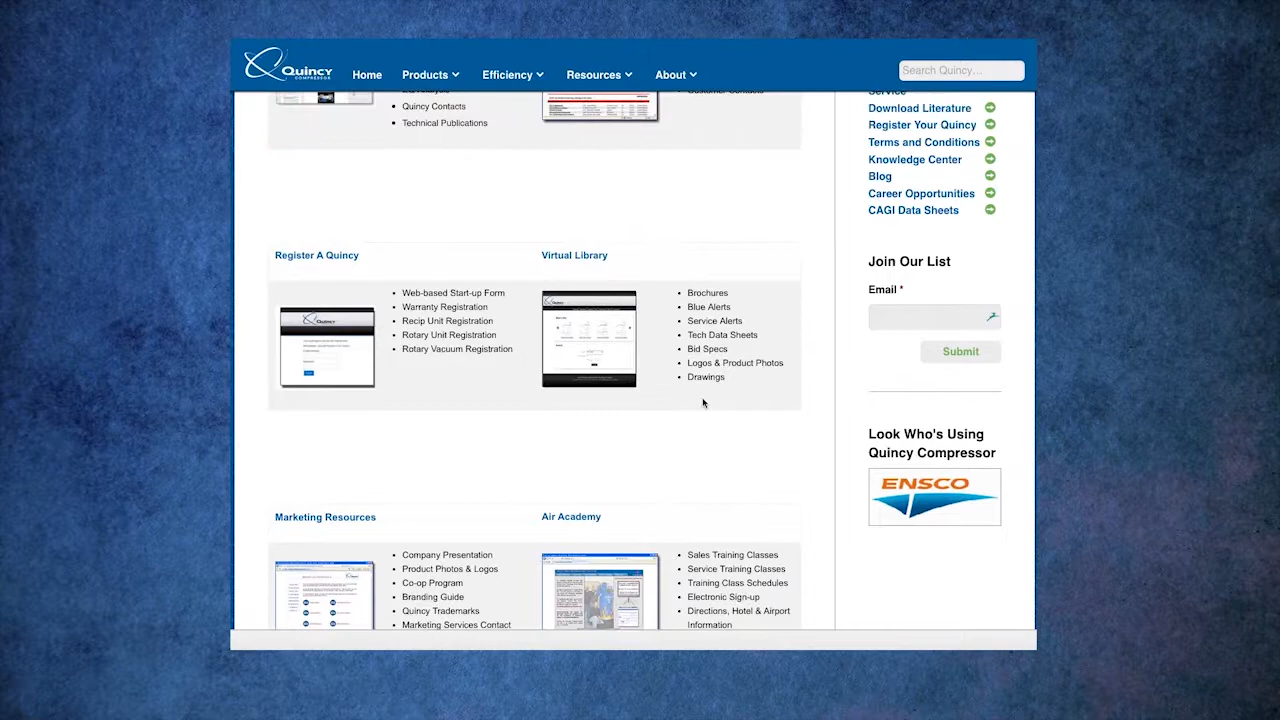 Quincy
COMPRESSOR
Home
Products
Efficiency
Resources
About
Search Quincy...
Quincy Contacts
Technical Publications
Service
Download Literature
Register Your Quincy
Terms and Conditions
Knowledge Center
Blog
Career Opportunities
CAGI Data Sheets
Register A Quincy
Web-based Start-up Form
Warranty Registration
Recip Unit Registration
Rotary Unit Registration
Rotary Vacuum Registration
Virtual Library
Brochures
Blue Alerts
Service Alerts
Tech Data Sheets
Bid Specs
Logos & Product Photos
Drawings
Join Our List
Email *
Submit
Look Who's Using
Quincy Compressor
ENSCO
Marketing Resources
Company Presentation
Product Photos & Logos
Co-op Program
Branding Guide
Quincy Trademarks
Marketing Services Contact
Air Academy
Sales Training Classes
Service Training Classes
Training Class Schedules
Electronic Sign-up
Directions, Hotel & Airport
Information